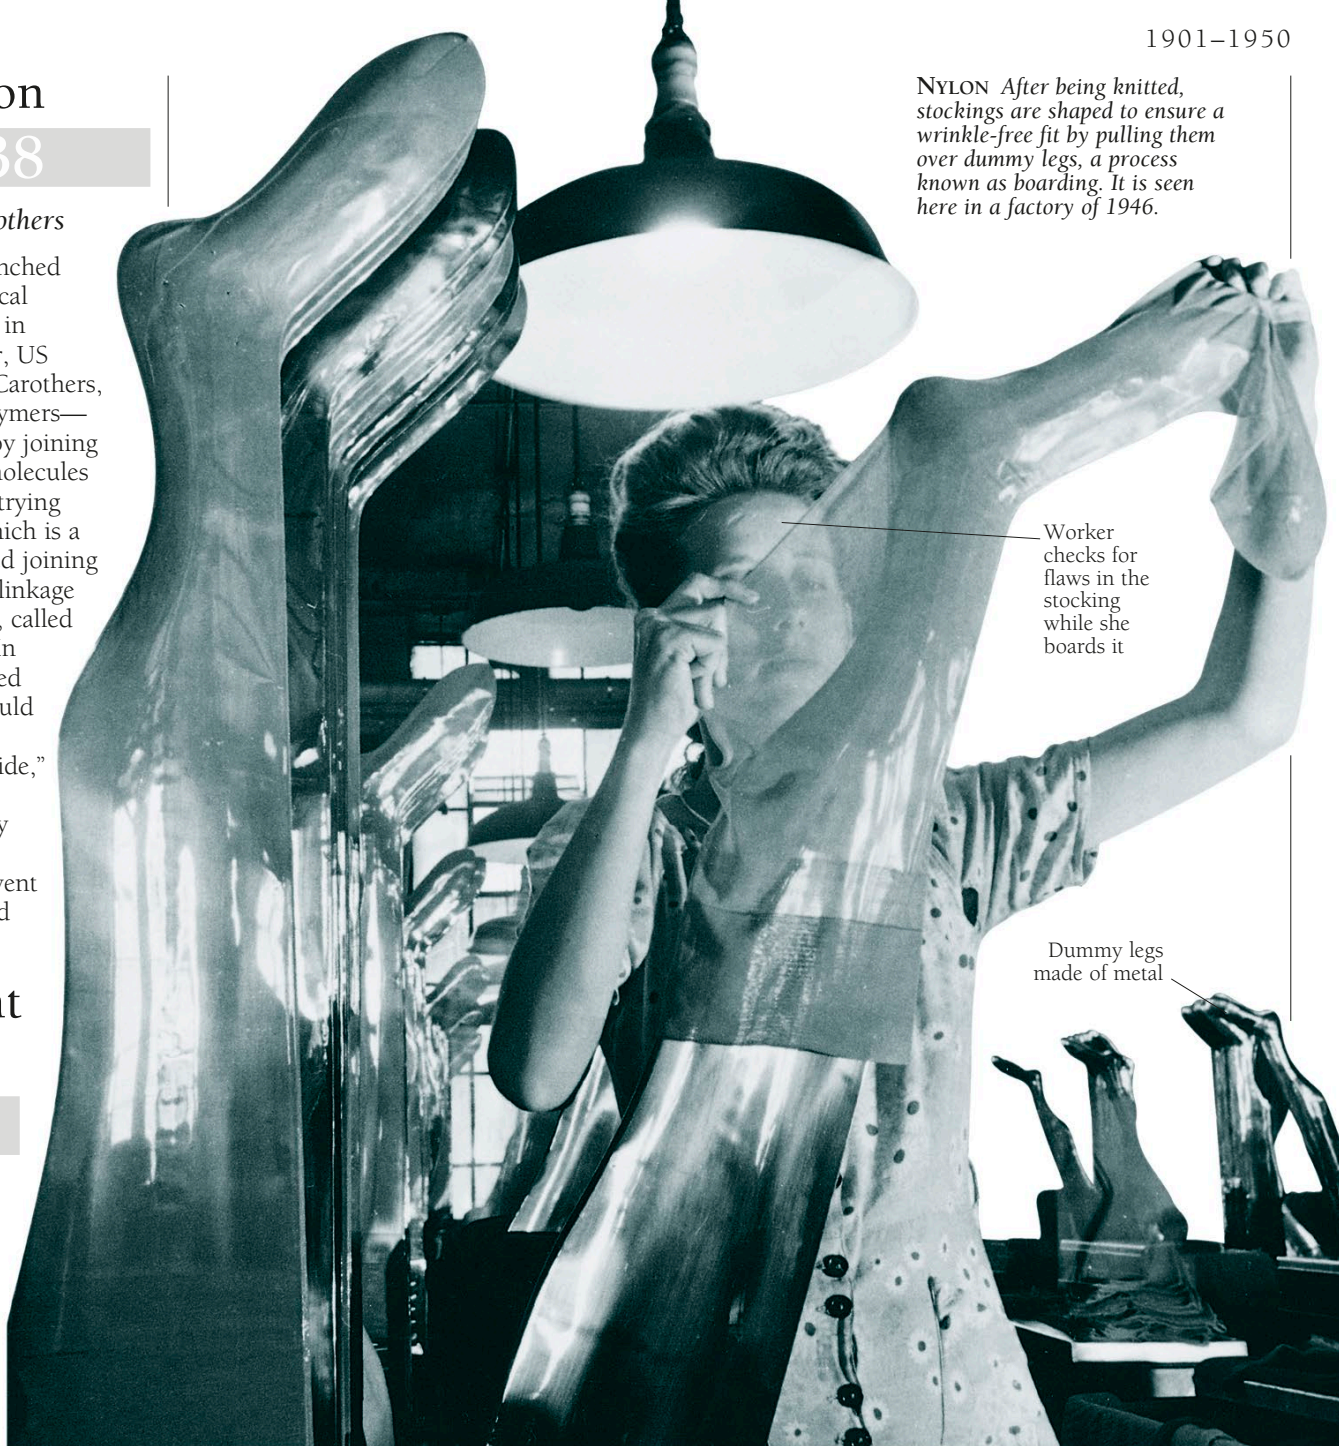 1901–1950
on
38
others
nched
cal
in
, US
Carothers,
ymers—
by joining
molecules
trying
hich is a
d joining
linkage
, called
In
ed
uld
ide,”
y
vent
d
nt
NYLON After being knitted,
stockings are shaped to ensure a
wrinkle-free fit by pulling them
over dummy legs, a process
known as boarding. It is seen
here in a factory of 1946.
Worker
checks for
flaws in the
stocking
while she
boards it
Dummy legs
made of metal